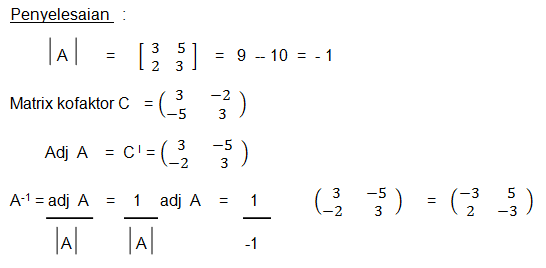 Penyelesaian :
|A| = [3 5
2 3] = 9 -- 10 = - 1
Matrix kofaktor C = (3 −2
−5 3)
Adj A = C I = (3 −5
−2 3)
A-1 = adj A = 1 adj A = 1 (3 −5 = (−3 5
−2 3) 2 −3)
|A| |A| -1